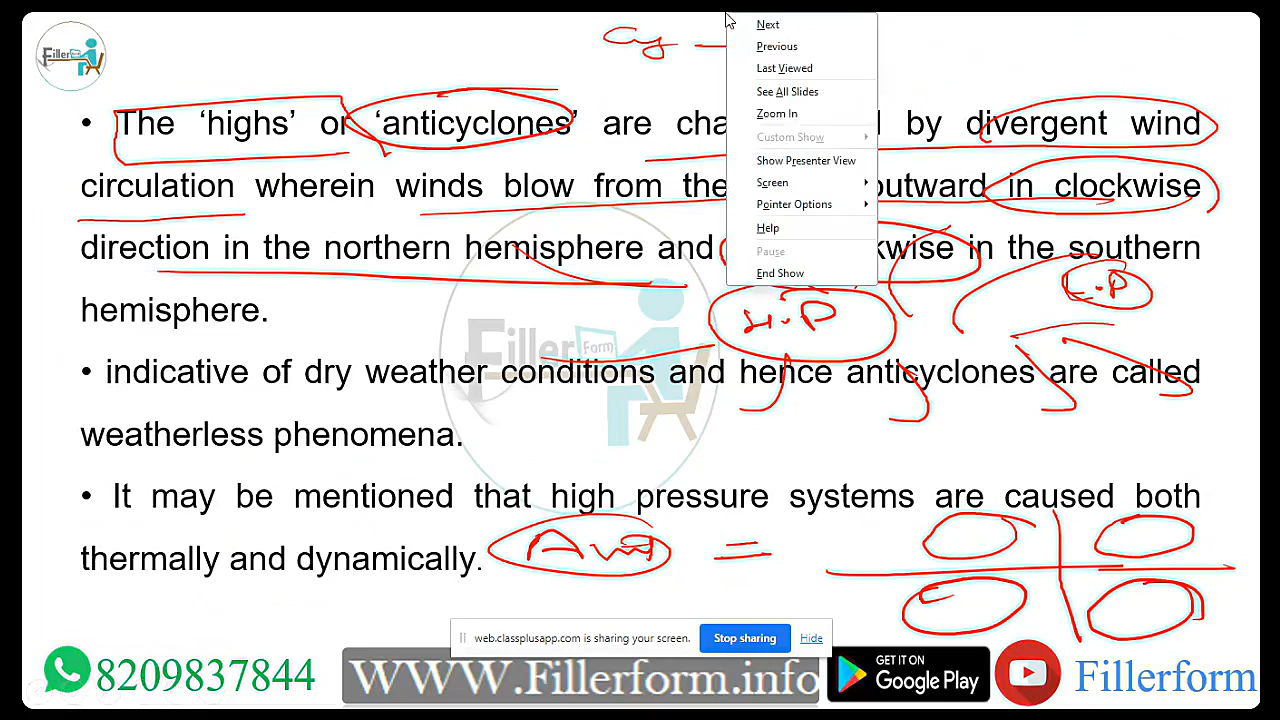 Filler Form
Cy —
Next
Previous
Last Viewed
See All Slides
Zoom In
Custom Show
Show Presenter View
Screen
Pointer Options
Help
Pause
End Show
• The ‘highs’ or ‘anticyclones’ are cha d by divergent wind
circulation wherein winds blow from the outward in clockwise
direction in the northern hemisphere and kwise in the southern
hemisphere.
H.P
L.P
• indicative of dry weather conditions and hence anticyclones are called
weatherless phenomena.
• It may be mentioned that high pressure systems are caused both
thermally and dynamically.
=
Filler Form
web.classplusapp.com is sharing your screen. Stop sharing Hide
8209837844
WWW.Fillerform.info
GET IT ON
Google Play
Fillerform